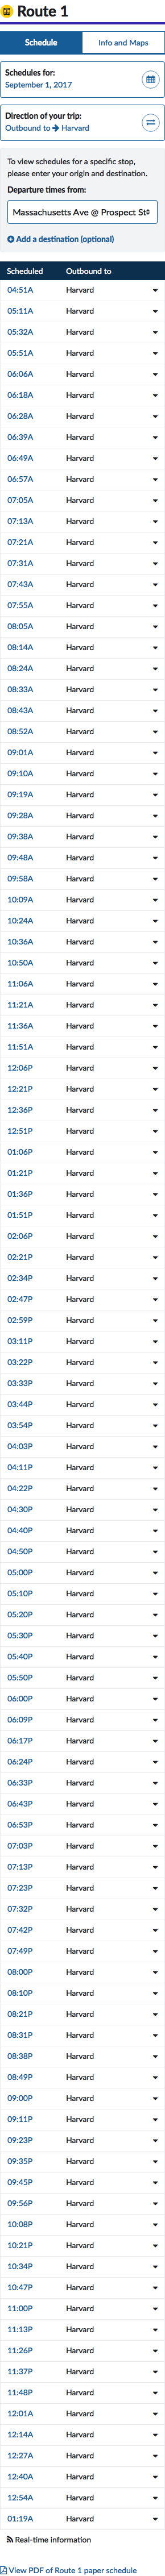 Route 1
Schedule Info and Maps
Schedules for:
September 1, 2017
Direction of your trip:
Outbound to Harvard
To view schedules for a specific stop,
please enter your origin and destination.
Departure times from:
Massachusetts Ave @ Prospect St
Add a destination (optional)
Scheduled Outbound to
04:51A Harvard
05:11A Harvard
05:32A Harvard
05:51A Harvard
06:06A Harvard
06:18A Harvard
06:28A Harvard
06:39A Harvard
06:49A Harvard
06:57A Harvard
07:05A Harvard
07:13A Harvard
07:21A Harvard
07:31A Harvard
07:43A Harvard
07:55A Harvard
08:05A Harvard
08:14A Harvard
08:24A Harvard
08:33A Harvard
08:43A Harvard
08:52A Harvard
09:01A Harvard
09:10A Harvard
09:19A Harvard
09:28A Harvard
09:38A Harvard
09:48A Harvard
09:58A Harvard
10:09A Harvard
10:24A Harvard
10:36A Harvard
10:50A Harvard
11:06A Harvard
11:21A Harvard
11:36A Harvard
11:51A Harvard
12:06P Harvard
12:21P Harvard
12:36P Harvard
12:51P Harvard
01:06P Harvard
01:21P Harvard
01:36P Harvard
01:51P Harvard
02:06P Harvard
02:21P Harvard
02:34P Harvard
02:47P Harvard
02:59P Harvard
03:11P Harvard
03:22P Harvard
03:33P Harvard
03:44P Harvard
03:54P Harvard
04:03P Harvard
04:11P Harvard
04:22P Harvard
04:30P Harvard
04:40P Harvard
04:50P Harvard
05:00P Harvard
05:10P Harvard
05:20P Harvard
05:30P Harvard
05:40P Harvard
05:50P Harvard
06:00P Harvard
06:09P Harvard
06:17P Harvard
06:24P Harvard
06:33P Harvard
06:43P Harvard
06:53P Harvard
07:03P Harvard
07:13P Harvard
07:23P Harvard
07:32P Harvard
07:42P Harvard
07:49P Harvard
08:00P Harvard
08:10P Harvard
08:21P Harvard
08:31P Harvard
08:38P Harvard
08:49P Harvard
09:00P Harvard
09:11P Harvard
09:23P Harvard
09:35P Harvard
09:45P Harvard
09:56P Harvard
10:08P Harvard
10:21P Harvard
10:34P Harvard
10:47P Harvard
11:00P Harvard
11:13P Harvard
11:26P Harvard
11:37P Harvard
11:48P Harvard
12:01A Harvard
12:14A Harvard
12:27A Harvard
12:40A Harvard
12:54A Harvard
01:19A Harvard
Real-time information
View PDF of Route 1 paper schedule